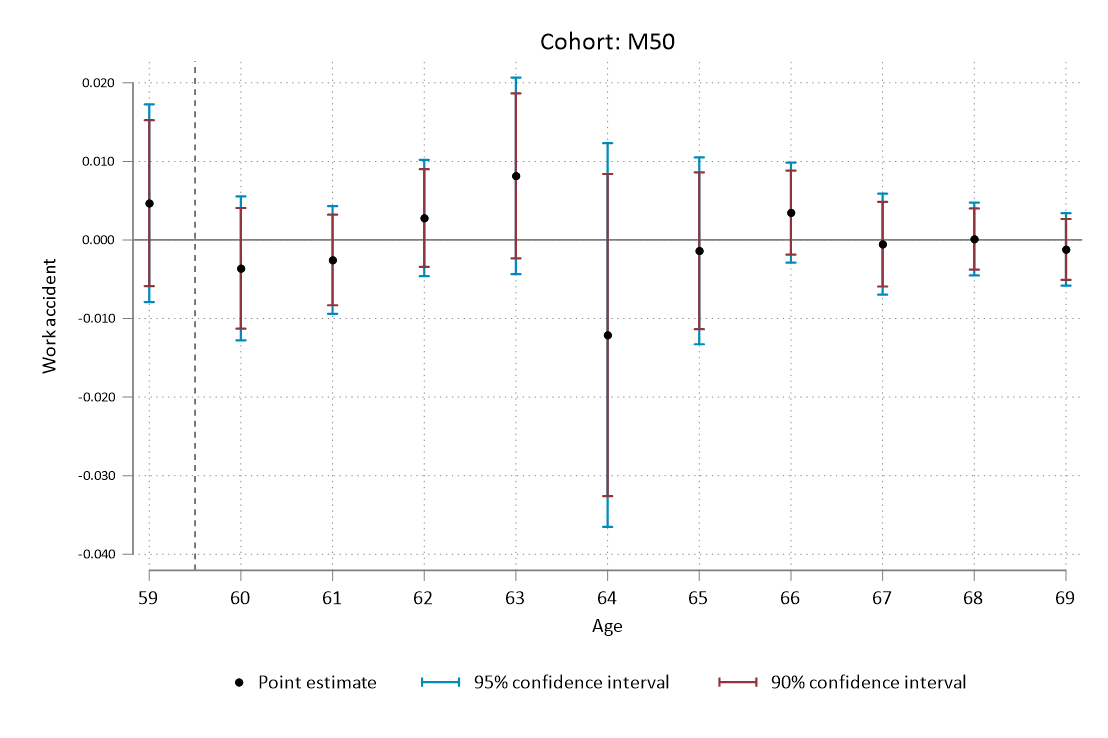 Cohort: M50
0.020
0.010
0.000
-0.010
-0.020
-0.030
-0.040
Work accident
59 60 61 62 63 64 65 66 67 68 69
Age
Point estimate 95% confidence interval 90% confidence interval